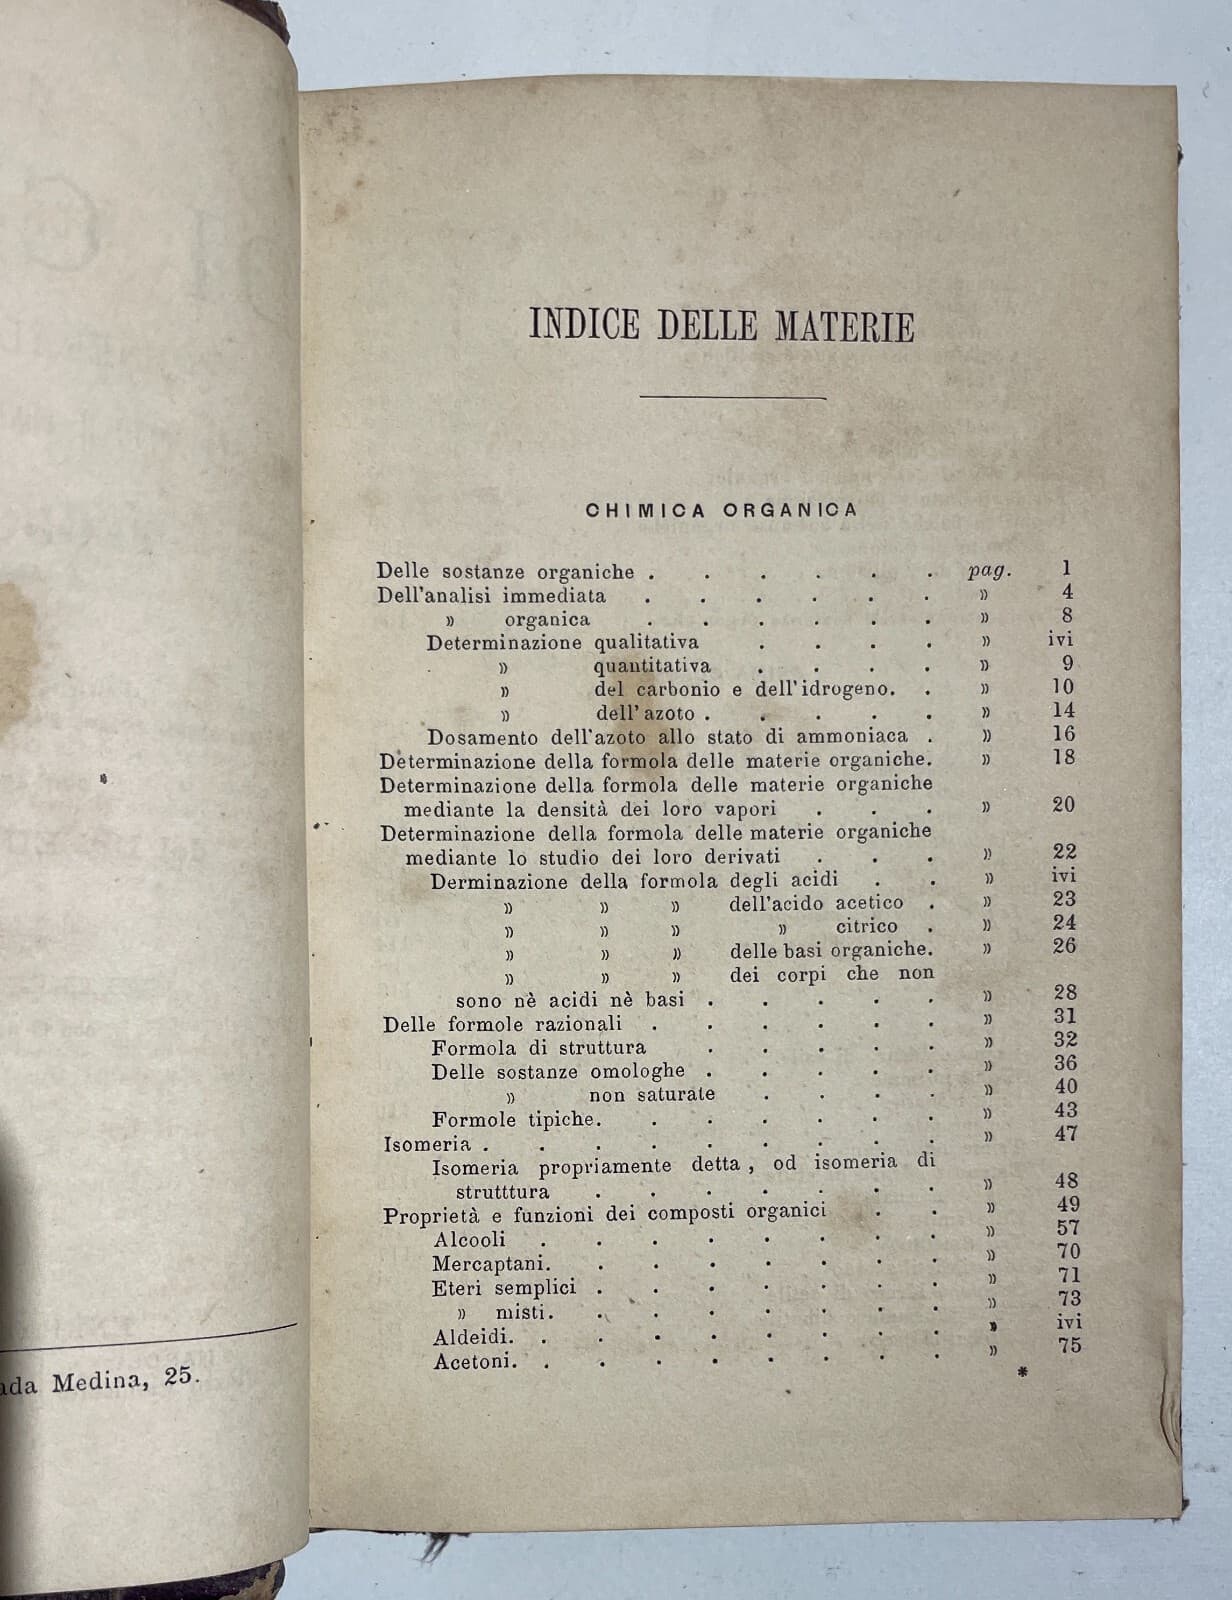 INDICE DELLE MATERIE
CHIMICA ORGANICA
Delle sostanze organiche . . . . . . pag. 1
Dell'analisi immediata . . . . . . » 4
» organica . . . . . . » 8
Determinazione qualitativa . . . . » ivi
» quantitativa . . . . » 9
» del carbonio e dell'idrogeno. . » 10
» dell'azoto . . . . . » 14
Dosamento dell'azoto allo stato di ammoniaca . » 16
Determinazione della formola delle materie organiche. » 18
Determinazione della formola delle materie organiche
mediante la densità dei loro vapori . . . » 20
Determinazione della formola delle materie organiche
mediante lo studio dei loro derivati . . . » 22
Derminazione della formola degli acidi . . » ivi
» » » dell'acido acetico . » 23
» » » » citrico . » 24
» » » delle basi organiche. » 26
» » » dei corpi che non
sono nè acidi nè basi . . . . . » 28
Delle formole razionali . . . . . . » 31
Formola di struttura . . . . . » 32
Delle sostanze omologhe . . . . . » 36
» non saturate . . . . » 40
Formole tipiche. . . . . . . » 43
Isomeria . . . . . . . . . » 47
Isomeria propriamente detta, od isomeria di
strutttura . . . . . . . » 48
Proprietà e funzioni dei composti organici . . » 49
Alcooli . . . . . . . . » 57
Mercaptani. . . . . . . . » 70
Eteri semplici . . . . . . . » 71
» misti. . . . . . . . » 73
Aldeidi. . . . . . . . . » ivi
Acetoni. . . . . . . . . » 75
*
ada Medina, 25.